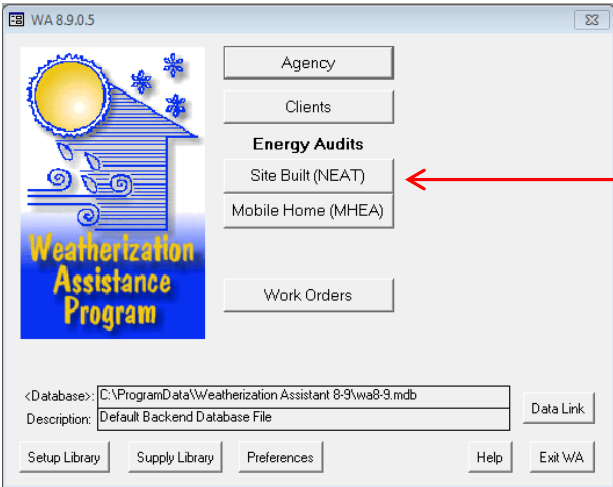 WA 8.9.0.5
Agency
Clients
Energy Audits
Site Built (NEAT)
Mobile Home (MHEA)
Weatherization
Assistance
Program
Work Orders
<Database>: C:\ProgramData\Weatherization Assistant 8-9\wa8-9.mdb
Description: Default Backend Database File
Data Link
Setup Library Supply Library Preferences Help Exit WA